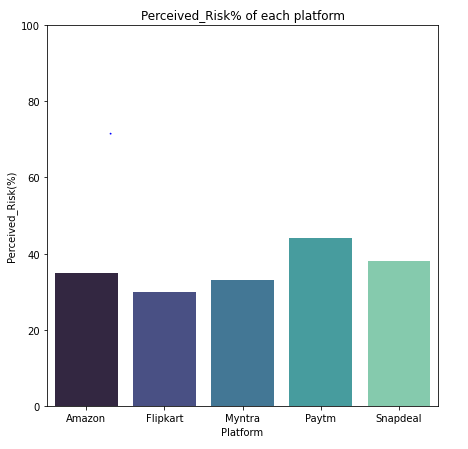 Perceived_Risk% of each platform
100
80
60
40
20
0
Perceived_Risk(%)
Amazon Flipkart Myntra Paytm Snapdeal
Platform